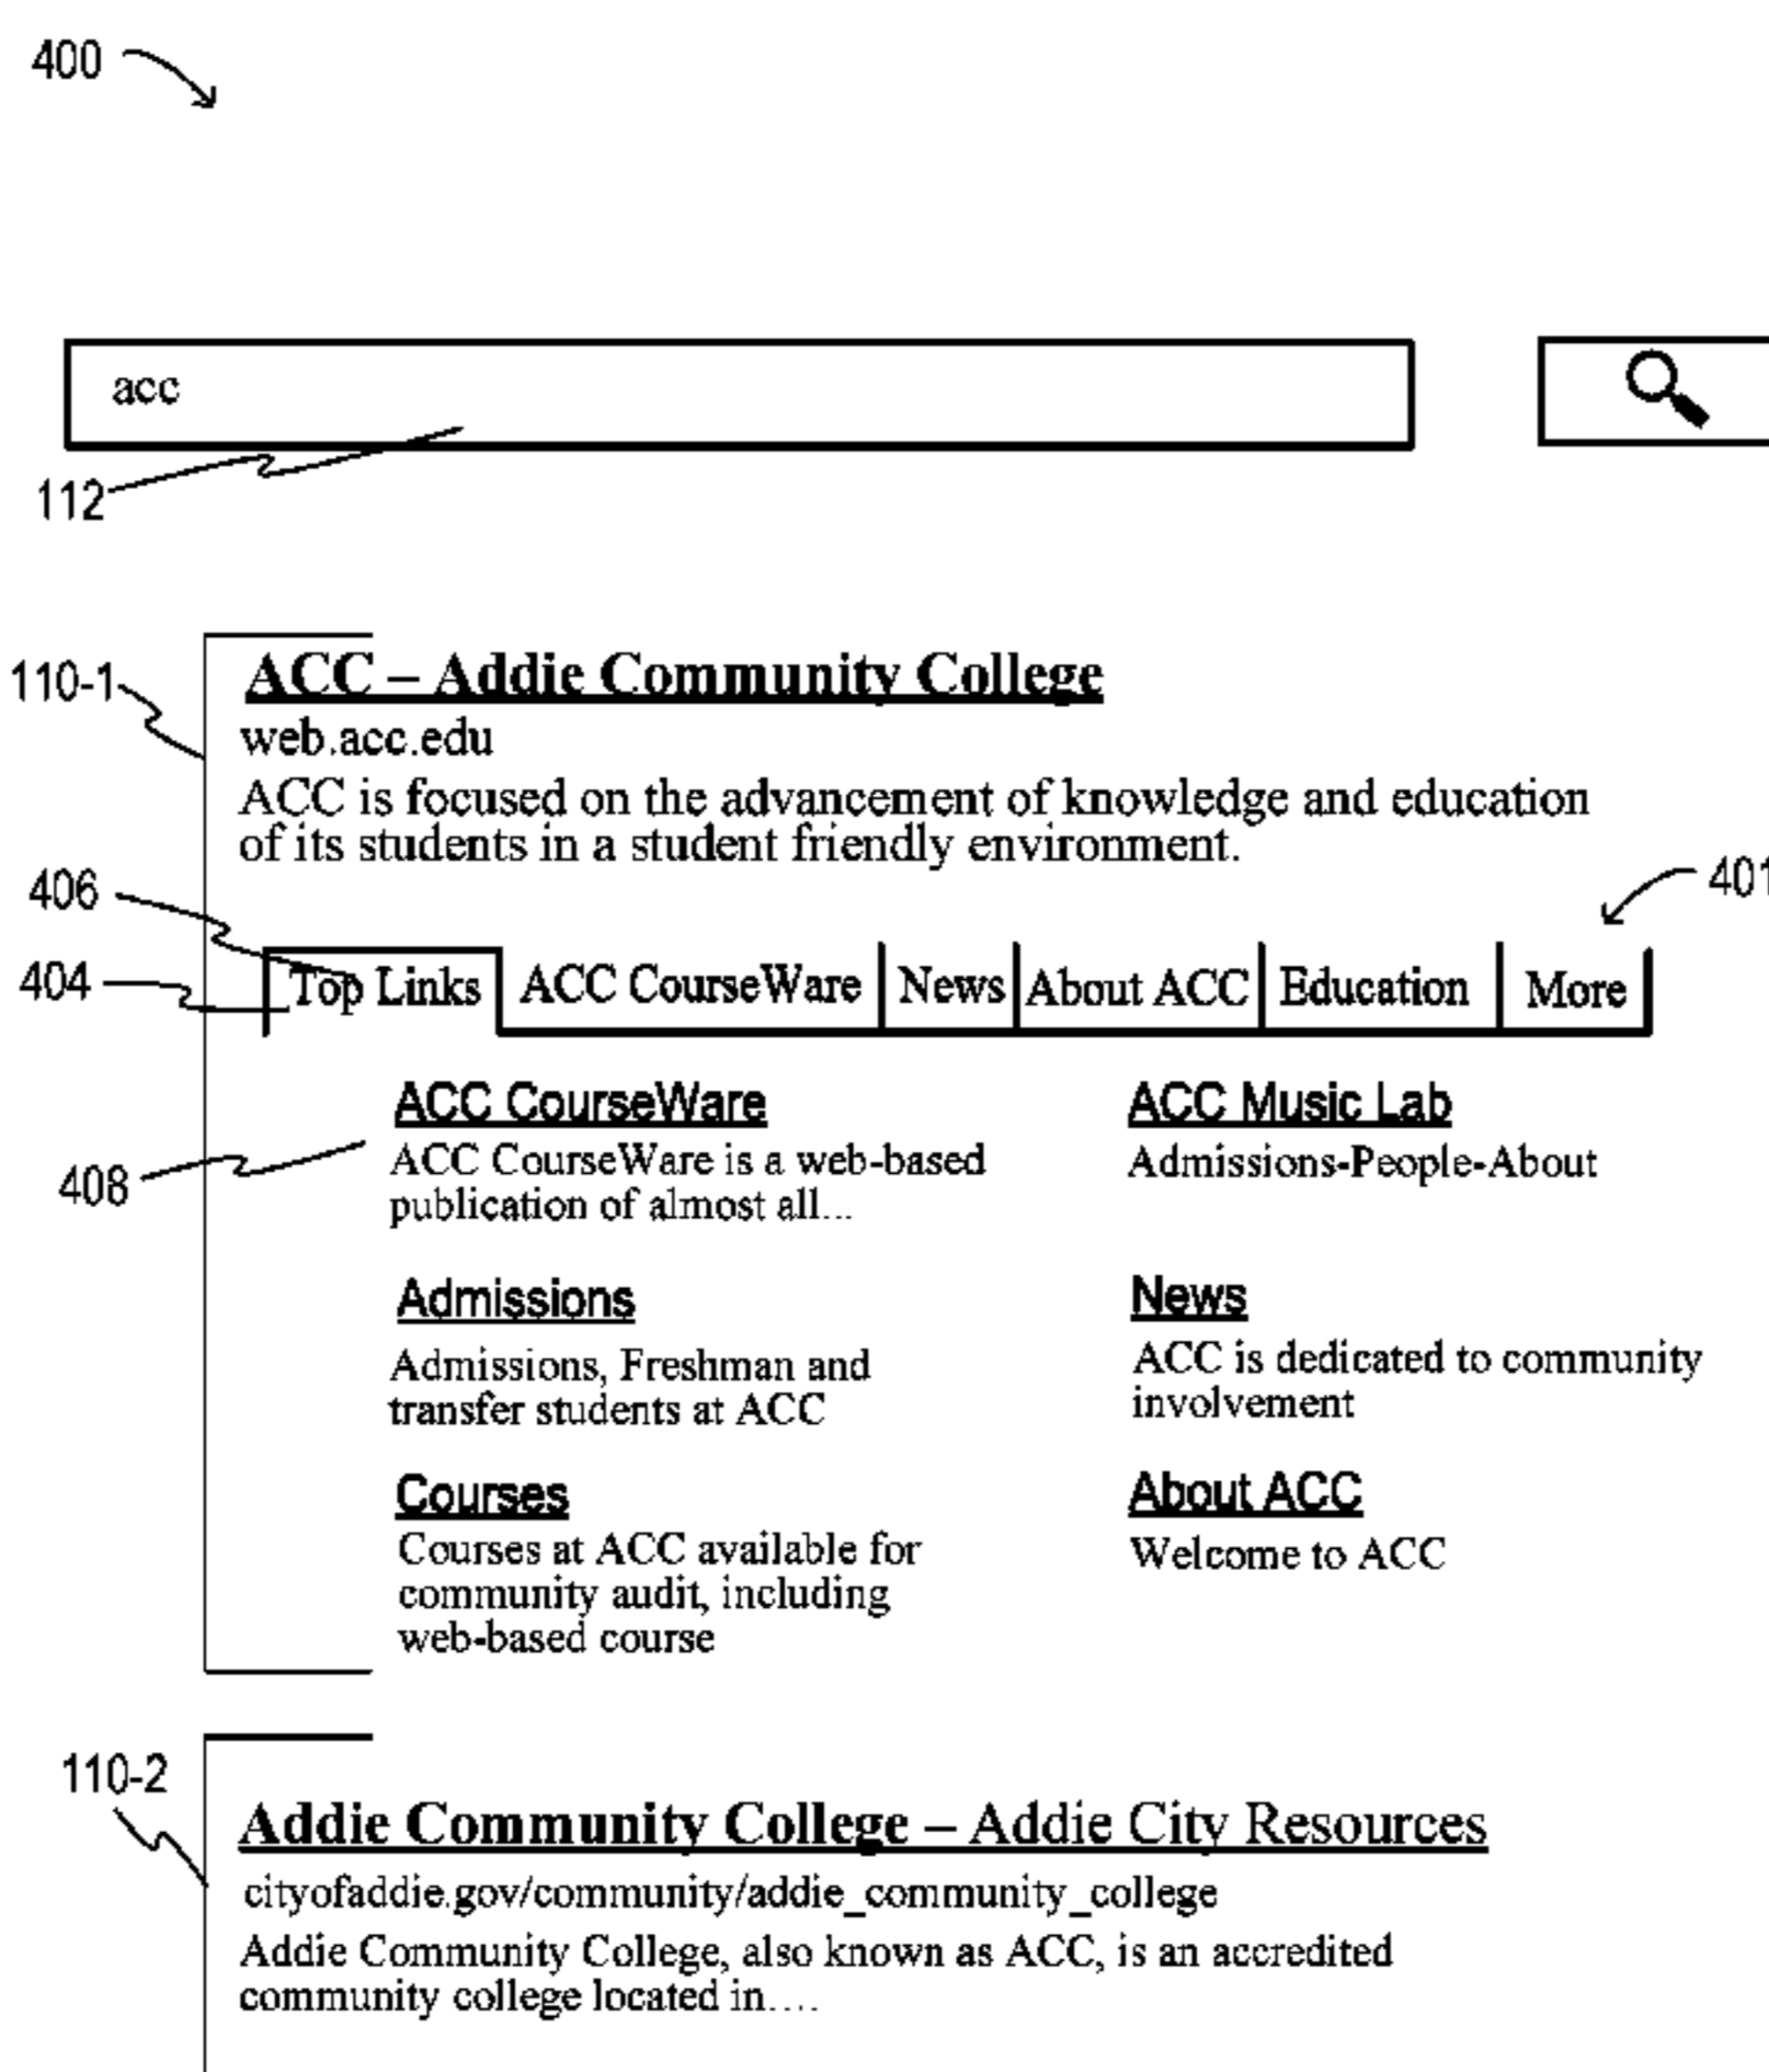 400
acc
112
110-1
ACC – Addie Community College
web.acc.edu
ACC is focused on the advancement of knowledge and education
of its students in a student friendly environment.
406
401
404
Top Links ACC CourseWare News About ACC Education More
ACC CourseWare
ACC CourseWare is a web-based
publication of almost all...
408
ACC Music Lab
Admissions-People-About
Admissions
Admissions, Freshman and
transfer students at ACC
News
ACC is dedicated to community
involvement
Courses
Courses at ACC available for
community audit, including
web-based course
About ACC
Welcome to ACC
110-2
Addie Community College – Addie City Resources
cityofaddie.gov/community/addie_community_college
Addie Community College, also known as ACC, is an accredited
community college located in....